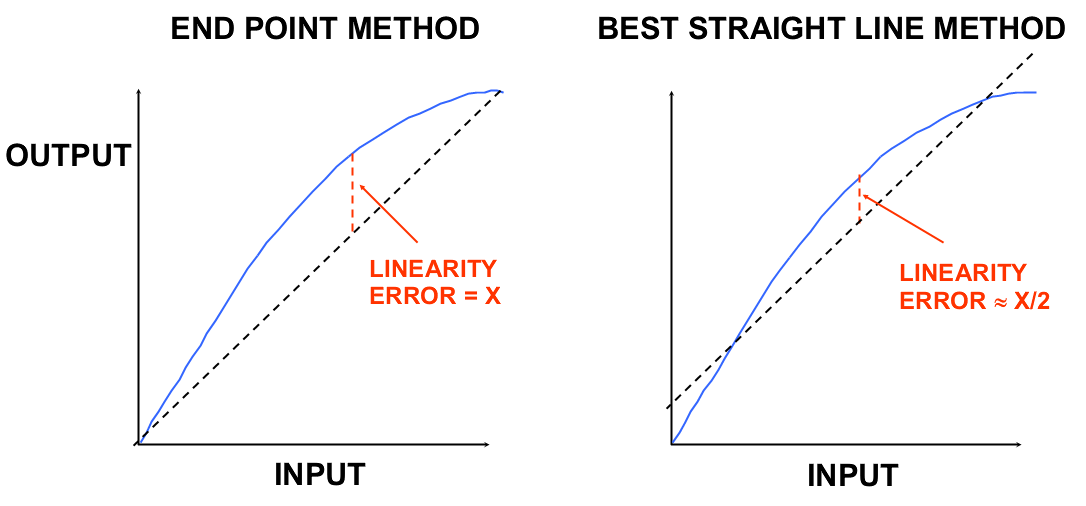 END POINT METHOD
OUTPUT
LINEARITY
ERROR = X
INPUT
BEST STRAIGHT LINE METHOD
LINEARITY
ERROR ≈ X/2
INPUT